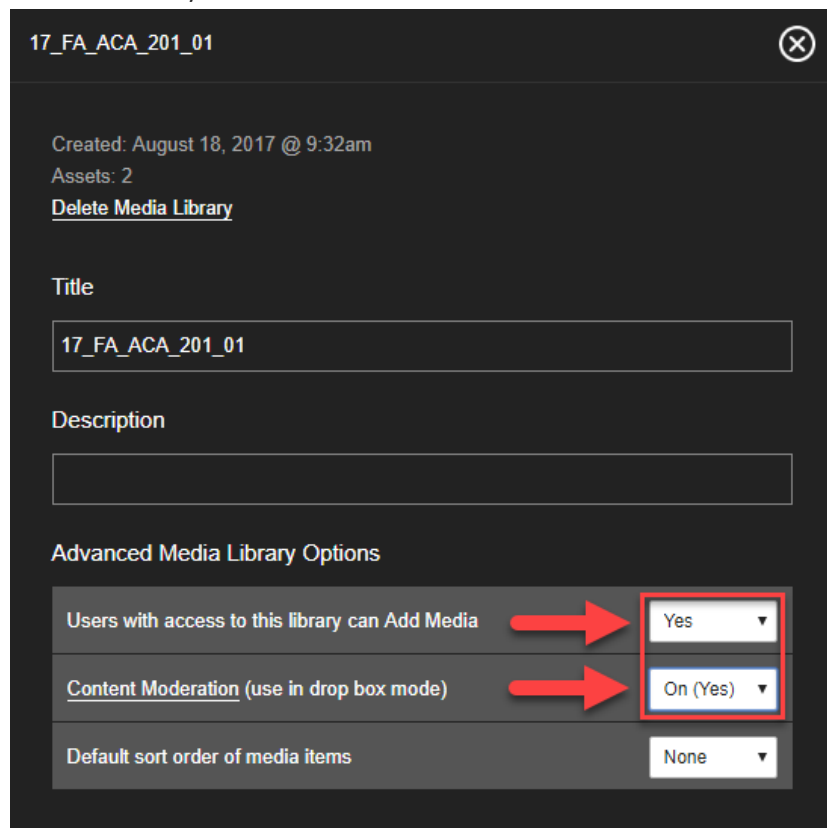 17_FA_ACA_201_01
Created: August 18, 2017 @ 9:32am
Assets: 2
Delete Media Library
Title
17_FA_ACA_201_01
Description
Advanced Media Library Options
Users with access to this library can Add Media Yes
Content Moderation (use in drop box mode) On (Yes)
Default sort order of media items None